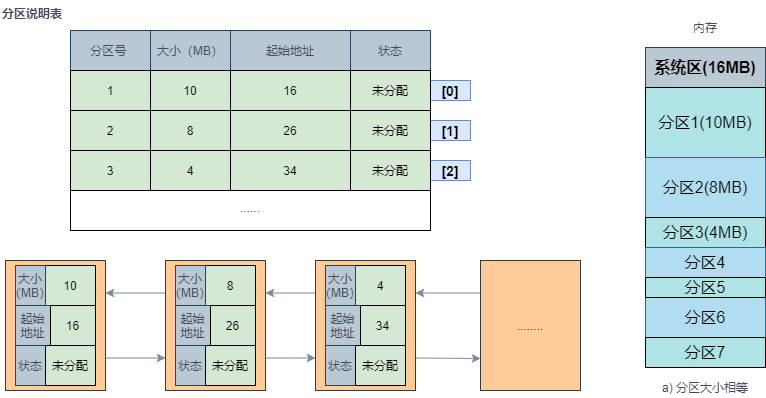 分区说明表
分区号 大小（MB） 起始地址 状态
1 10 16 未分配 [0]
2 8 26 未分配 [1]
3 4 34 未分配 [2]
......
大小(MB) 10
起始地址 16
状态 未分配
大小(MB) 8
起始地址 26
状态 未分配
大小(MB) 4
起始地址 34
状态 未分配
........
内存
系统区(16MB)
分区1(10MB)
分区2(8MB)
分区3(4MB)
分区4
分区5
分区6
分区7
a) 分区大小相等